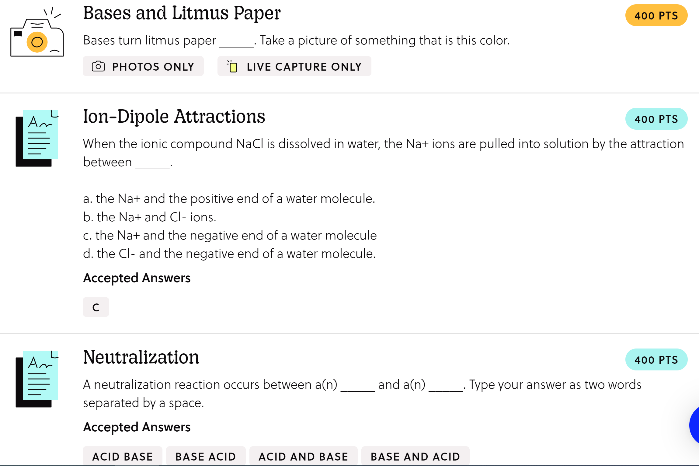 Bases and Litmus Paper
400 PTS
Bases turn litmus paper ______. Take a picture of something that is this color.
PHOTOS ONLY
LIVE CAPTURE ONLY
Ion-Dipole Attractions
400 PTS
When the ionic compound NaCl is dissolved in water, the Na+ ions are pulled into solution by the attraction
between ______.
a. the Na+ and the positive end of a water molecule.
b. the Na+ and Cl- ions.
c. the Na+ and the negative end of a water molecule
d. the Cl- and the negative end of a water molecule.
Accepted Answers
C
Neutralization
400 PTS
A neutralization reaction occurs between a(n) ______ and a(n) ______. Type your answer as two words
separated by a space.
Accepted Answers
ACID BASE
BASE ACID
ACID AND BASE
BASE AND ACID